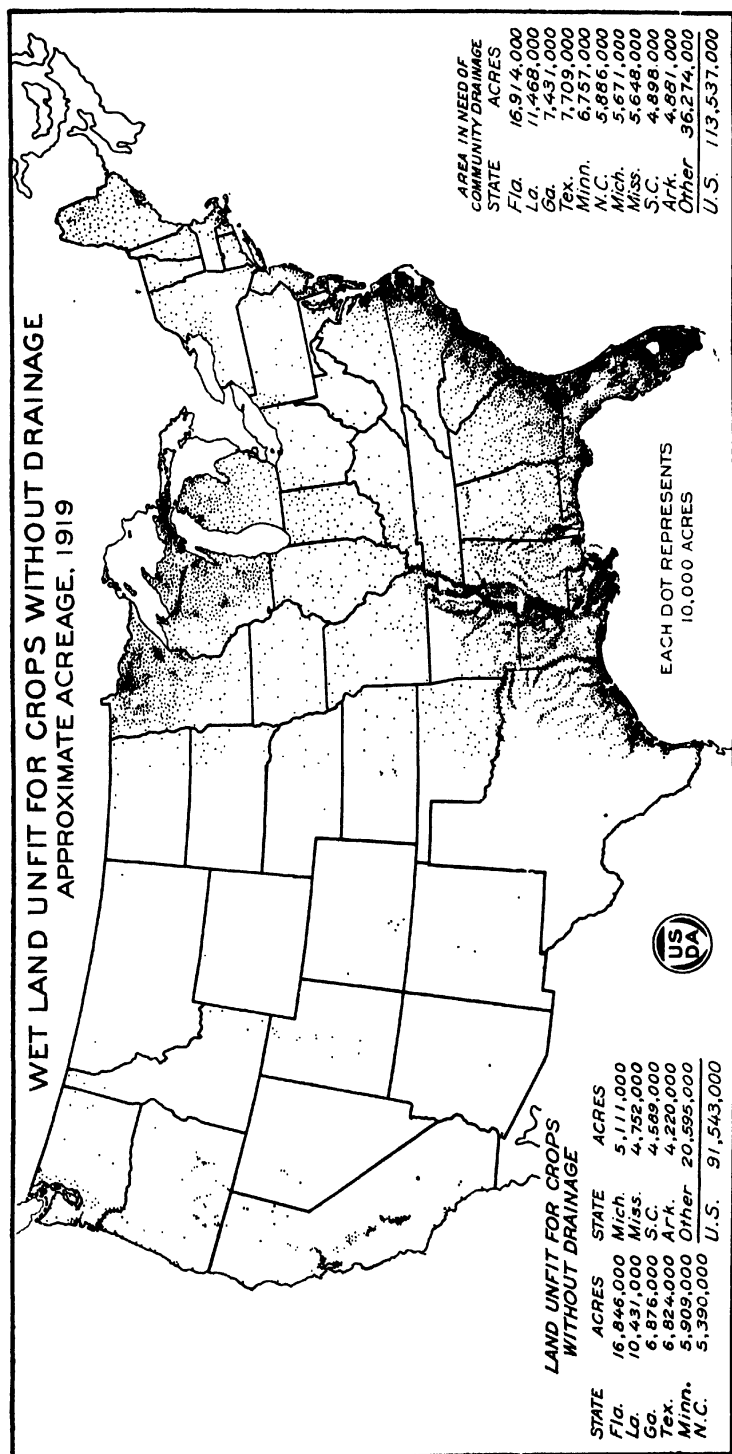 WET LAND UNFIT FOR CROPS WITHOUT DRAINAGE
APPROXIMATE ACREAGE, 1919
LAND UNFIT FOR CROPS
WITHOUT DRAINAGE
STATE ACRES STATE ACRES
Fla. 16,846,000 Mich. 5,111,000
La. 10,431,000 Miss. 4,752,000
Ga. 6,876,000 S.C. 4,589,000
Tex. 6,824,000 Ark. 4,220,000
Minn. 5,909,000 Other 20,595,000
N.C. 5,390,000 U.S. 91,543,000
US
DA
EACH DOT REPRESENTS
10,000 ACRES
AREA IN NEED OF
COMMUNITY DRAINAGE
STATE ACRES
Fla. 16,914,000
La. 11,468,000
Ga. 7,431,000
Tex. 7,709,000
Minn. 6,757,000
N.C. 5,886,000
Mich. 5,671,000
Miss. 5,648,000
S.C. 4,898,000
Ark. 4,881,000
Other 36,274,000
U.S. 113,537,000